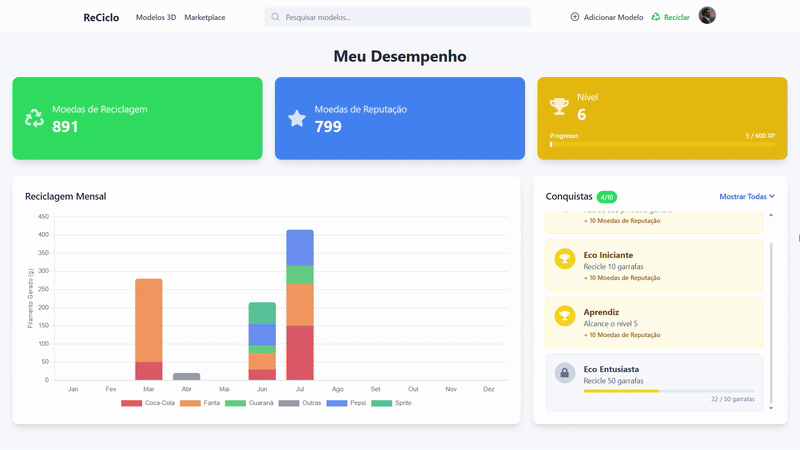 ReCiclo
Modelos 3D Marketplace
Pesquisar modelos...
Adicionar Modelo
Reciclar
Meu Desempenho
Moedas de Reciclagem
891
Moedas de Reputação
799
Nível
6
Progresso 5 / 600 XP
Reciclagem Mensal
Filamento Gerado (g)
450
400
350
300
250
200
150
100
50
0
Jan Fev Mar Abr Mai Jun Jul Ago Set Out Nov Dez
Coca-Cola Fanta Guaraná Outras Pepsi Sprite
Conquistas 4/10 Mostrar Todas
+ 10 Moedas de Reputação
Eco Iniciante
Recicle 10 garrafas
+ 10 Moedas de Reputação
Aprendiz
Alcance o nível 5
+ 10 Moedas de Reputação
Eco Entusiasta
Recicle 50 garrafas
22 / 50 garrafas